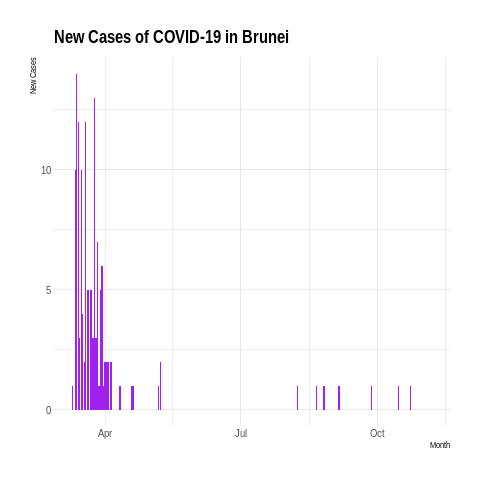 New Cases of COVID-19 in Brunei
New Cases
10
5
0
Apr
Jul
Oct
Month